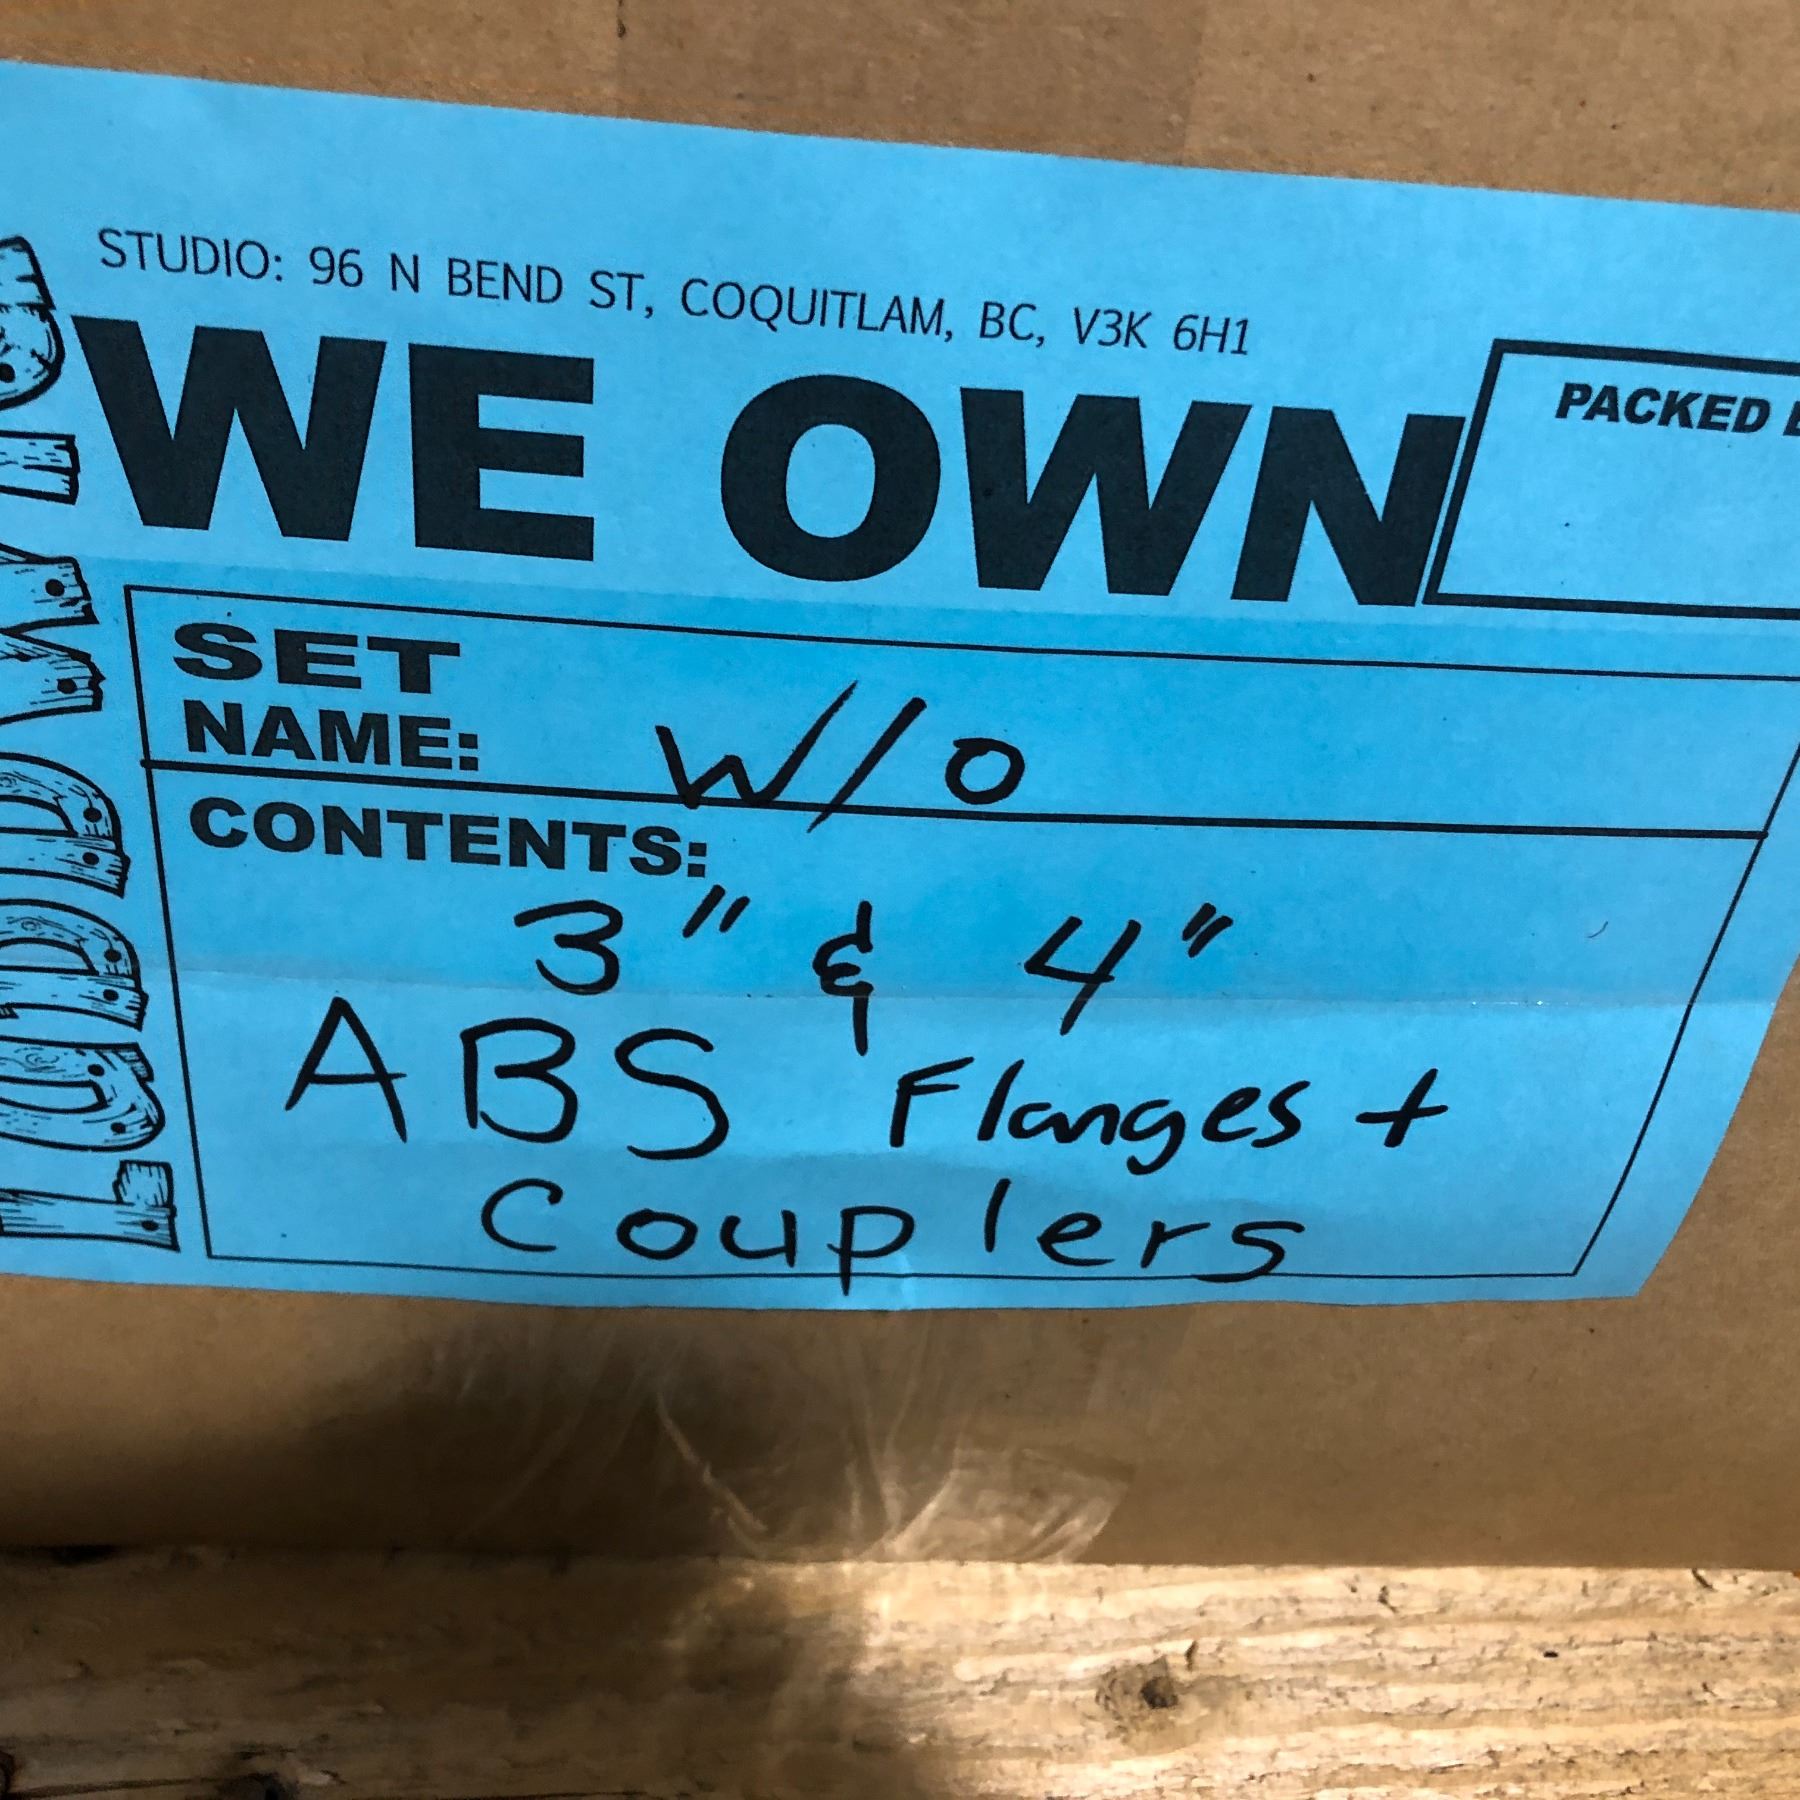 STUDIO: 96 N BEND ST, COQUITLAM, BC, V3K 6H1
WE OWN
PACKED
SET
NAME: W/O
CONTENTS:
3" & 4"
ABS Flanges +
Couplers